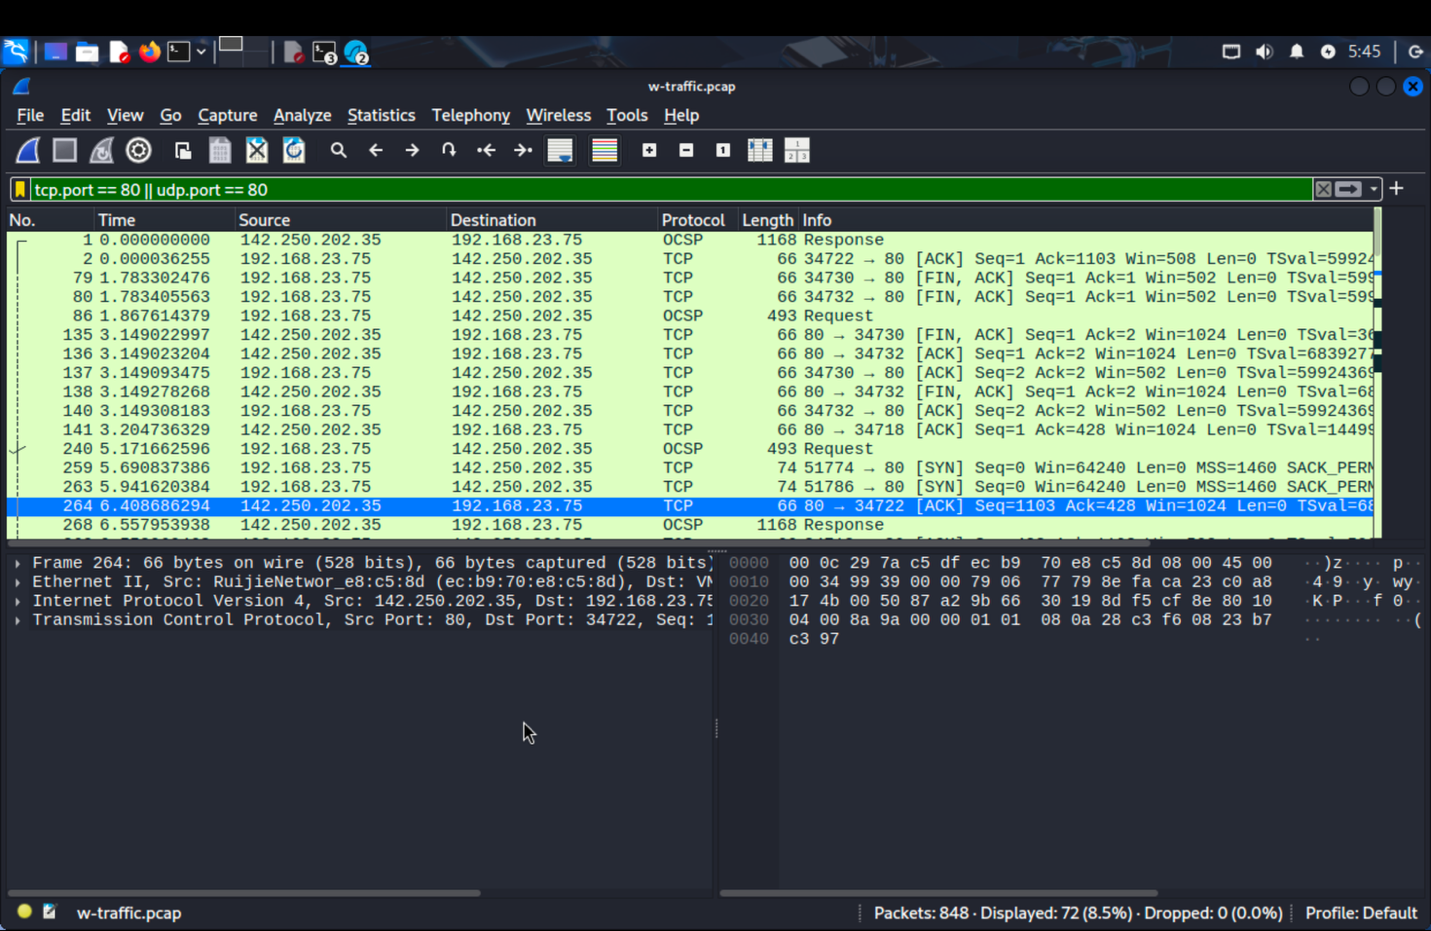 3
2
5:45
w-traffic.pcap
File Edit View Go Capture Analyze Statistics Telephony Wireless Tools Help
tcp.port == 80 || udp.port == 80
No. Time Source Destination Protocol Length Info
1 0.000000000 142.250.202.35 192.168.23.75 OCSP 1168 Response
2 0.000036255 192.168.23.75 142.250.202.35 TCP 66 34722 → 80 [ACK] Seq=1 Ack=1103 Win=508 Len=0 TSval=59924
79 1.783302476 192.168.23.75 142.250.202.35 TCP 66 34730 → 80 [FIN, ACK] Seq=1 Ack=1 Win=502 Len=0 TSval=599
80 1.783405563 192.168.23.75 142.250.202.35 TCP 66 34732 → 80 [FIN, ACK] Seq=1 Ack=1 Win=502 Len=0 TSval=599
86 1.867614379 192.168.23.75 142.250.202.35 OCSP 493 Request
135 3.149022997 142.250.202.35 192.168.23.75 TCP 66 80 → 34730 [FIN, ACK] Seq=1 Ack=2 Win=1024 Len=0 TSval=36
136 3.149023204 142.250.202.35 192.168.23.75 TCP 66 80 → 34732 [ACK] Seq=1 Ack=2 Win=1024 Len=0 TSval=6839277
137 3.149093475 192.168.23.75 142.250.202.35 TCP 66 34730 → 80 [ACK] Seq=2 Ack=2 Win=502 Len=0 TSval=59924369
138 3.149278268 142.250.202.35 192.168.23.75 TCP 66 80 → 34732 [FIN, ACK] Seq=1 Ack=2 Win=1024 Len=0 TSval=68
140 3.149308183 192.168.23.75 142.250.202.35 TCP 66 34732 → 80 [ACK] Seq=2 Ack=2 Win=502 Len=0 TSval=59924369
141 3.204736329 142.250.202.35 192.168.23.75 TCP 66 80 → 34718 [ACK] Seq=1 Ack=428 Win=1024 Len=0 TSval=14499
240 5.171662596 192.168.23.75 142.250.202.35 OCSP 493 Request
259 5.690837386 192.168.23.75 142.250.202.35 TCP 74 51774 → 80 [SYN] Seq=0 Win=64240 Len=0 MSS=1460 SACK_PERM
263 5.941620384 192.168.23.75 142.250.202.35 TCP 74 51786 → 80 [SYN] Seq=0 Win=64240 Len=0 MSS=1460 SACK_PERM
264 6.408686294 142.250.202.35 192.168.23.75 TCP 66 80 → 34722 [ACK] Seq=1103 Ack=428 Win=1024 Len=0 TSval=68
268 6.557953938 142.250.202.35 192.168.23.75 OCSP 1168 Response
Frame 264: 66 bytes on wire (528 bits), 66 bytes captured (528 bits)
Ethernet II, Src: RuijieNetwor_e8:c5:8d (ec:b9:70:e8:c5:8d), Dst: VM
Internet Protocol Version 4, Src: 142.250.202.35, Dst: 192.168.23.75
Transmission Control Protocol, Src Port: 80, Dst Port: 34722, Seq: 1
0000 00 0c 29 7a c5 df ec b9 70 e8 c5 8d 08 00 45 00 ··)z···· p··
0010 00 34 99 39 00 00 79 06 77 79 8e fa ca 23 c0 a8 ·4·9··y· wy·
0020 17 4b 00 50 87 a2 9b 66 30 19 8d f5 cf 8e 80 10 ·K·P···f 0··
0030 04 00 8a 9a 00 00 01 01 08 0a 28 c3 f6 08 23 b7 ········ ··(
0040 c3 97 ··
w-traffic.pcap
Packets: 848 · Displayed: 72 (8.5%) · Dropped: 0 (0.0%)
Profile: Default